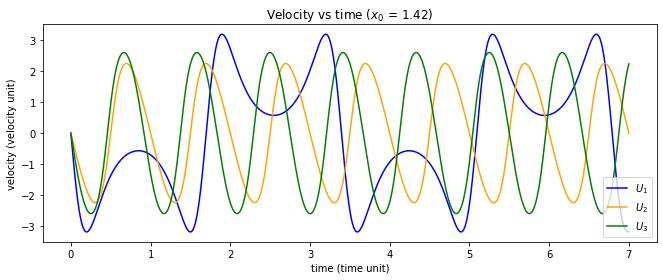 Velocity vs time (x₀ = 1.42)
velocity (velocity unit)
3
2
1
0
−1
−2
−3
0 1 2 3 4 5 6 7
time (time unit)
U₁
U₂
U₃